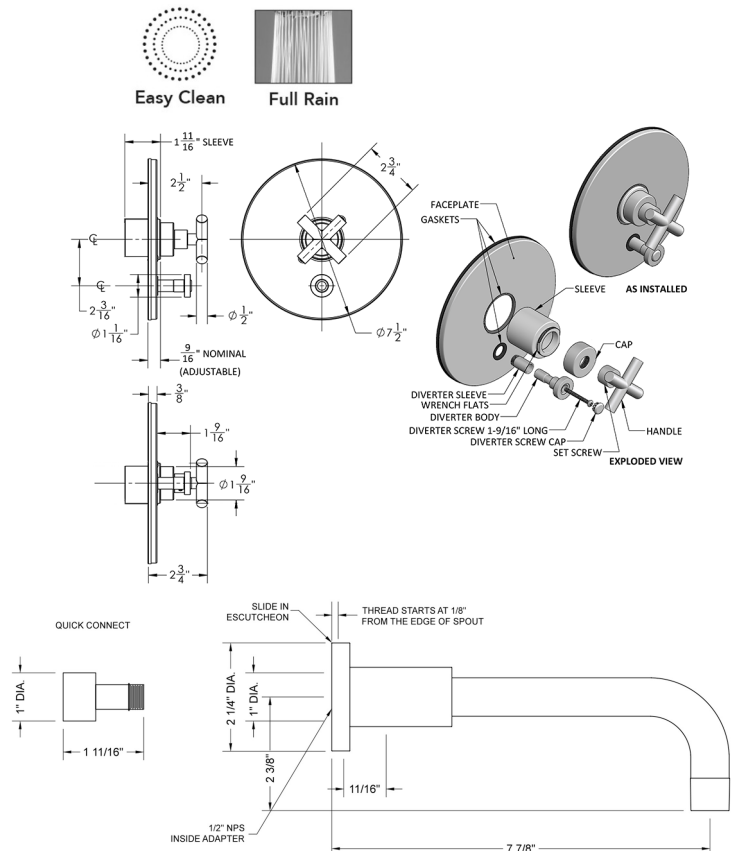 Easy Clean
Full Rain
1 11/16" SLEEVE
2 1/2"
℄
℄
2 3/16"
∅1 1/16"
∅ 1/2"
9/16" NOMINAL
(ADJUSTABLE)
2 3/4"
∅7 1/2"
FACEPLATE
GASKETS
SLEEVE
AS INSTALLED
CAP
DIVERTER SLEEVE
WRENCH FLATS
DIVERTER BODY
DIVERTER SCREW 1-9/16" LONG
DIVERTER SCREW CAP
SET SCREW
HANDLE
EXPLODED VIEW
3/8"
1 9/16"
∅1 9/16"
2 3/4"
QUICK CONNECT
1" DIA.
1 11/16"
SLIDE IN
ESCUTCHEON
THREAD STARTS AT 1/8"
FROM THE EDGE OF SPOUT
2 1/4" DIA.
1" DIA.
2 3/8"
11/16"
1/2" NPS
INSIDE ADAPTER
7 7/8"